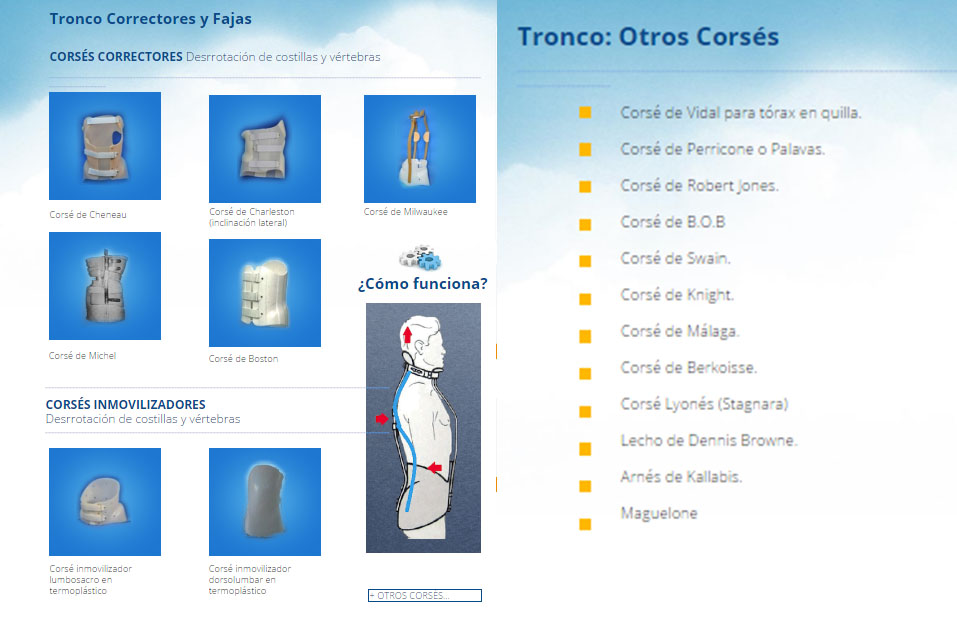 Tronco Correctores y Fajas
CORSÉS CORRECTORES Desrrotación de costillas y vértebras
Corsé de Cheneau
Corsé de Charleston
(inclinación lateral)
Corsé de Milwaukee
¿Cómo funciona?
Corsé de Michel
Corsé de Boston
CORSÉS INMOVILIZADORES
Desrrotación de costillas y vértebras
Corsé inmovilizador
lumbosacro en
termoplástico
Corsé inmovilizador
dorsolumbar en
termoplástico
+ OTROS CORSÉS...
Tronco: Otros Corsés
Corsé de Vidal para tórax en quilla.
Corsé de Perricone o Palavas.
Corsé de Robert Jones.
Corsé de B.O.B
Corsé de Swain.
Corsé de Knight.
Corsé de Málaga.
Corsé de Berkoisse.
Corsé Lyonés (Stagnara)
Lecho de Dennis Browne.
Arnés de Kallabis.
Maguelone